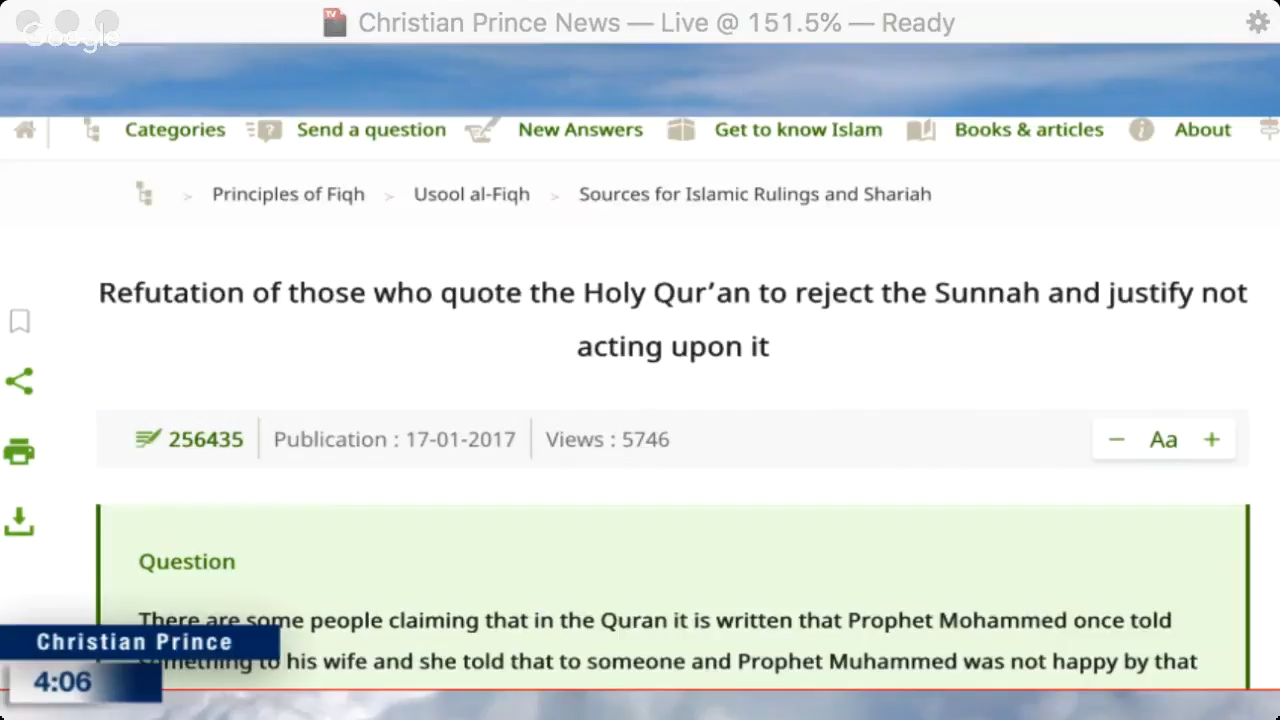 Christian Prince News — Live @ 151.5% — Ready
Google
Categories Send a question New Answers Get to know Islam Books & articles About
> Principles of Fiqh > Usool al-Fiqh > Sources for Islamic Rulings and Shariah
Refutation of those who quote the Holy Qur’an to reject the Sunnah and justify not
acting upon it
256435 Publication : 17-01-2017 Views : 5746
− Aa +
Question
There are some people claiming that in the Quran it is written that Prophet Mohammed once told
something to his wife and she told that to someone and Prophet Muhammed was not happy by that
Christian Prince
4:06